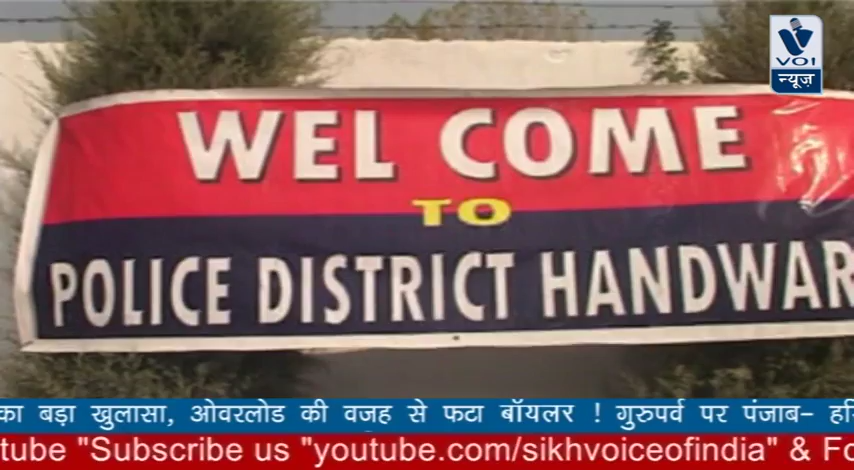 VOI
न्यूज़
WEL COME
TO
POLICE DISTRICT HANDWAR
का बड़ा खुलासा, ओवरलोड की वजह से फटा बॉयलर ! गुरुपर्व पर पंजाब- हरि
tube "Subscribe us "youtube.com/sikhvoiceofindia" & Fo